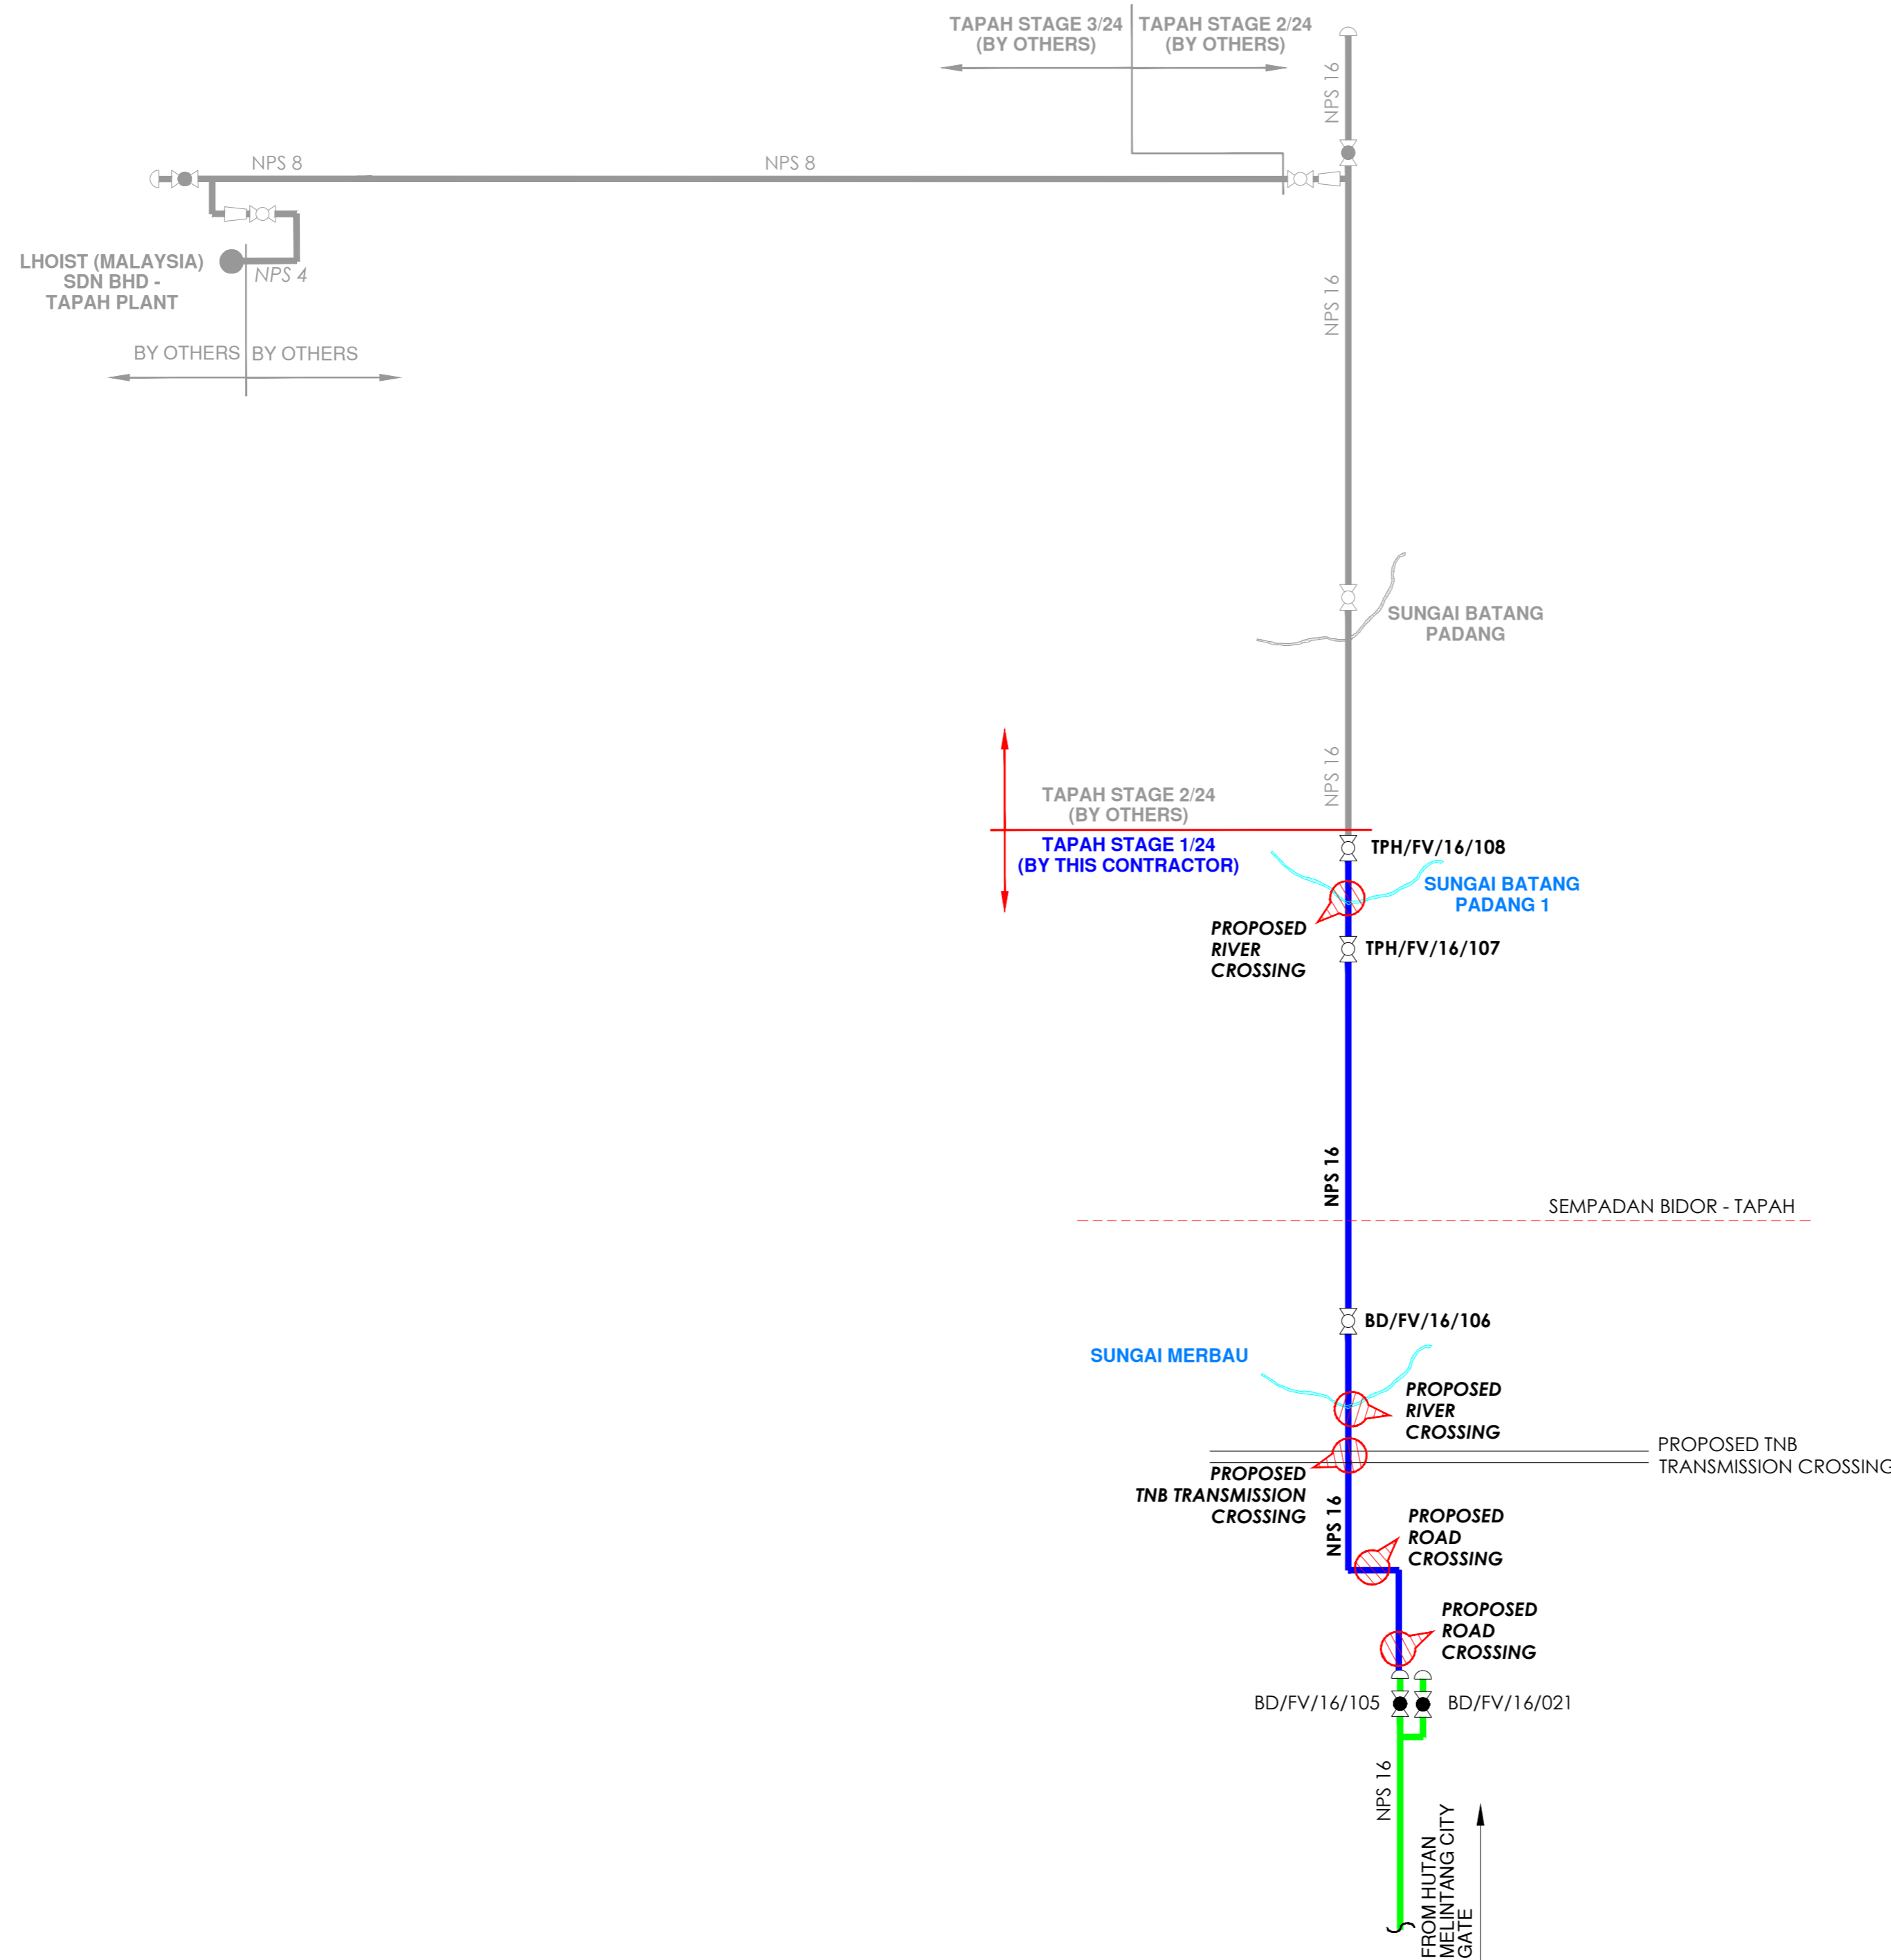 TAPAH STAGE 3/24
(BY OTHERS)
TAPAH STAGE 2/24
(BY OTHERS)
NPS 16
NPS 8
NPS 8
LHOIST (MALAYSIA)
SDN BHD -
TAPAH PLANT
NPS 4
NPS 16
BY OTHERS
BY OTHERS
SUNGAI BATANG
PADANG
NPS 16
TAPAH STAGE 2/24
(BY OTHERS)
TAPAH STAGE 1/24
(BY THIS CONTRACTOR)
TPH/FV/16/108
SUNGAI BATANG
PADANG 1
PROPOSED
RIVER
CROSSING
TPH/FV/16/107
NPS 16
SEMPADAN BIDOR - TAPAH
BD/FV/16/106
SUNGAI MERBAU
PROPOSED
RIVER
CROSSING
PROPOSED TNB
TRANSMISSION CROSSING
PROPOSED
TNB TRANSMISSION
CROSSING
NPS 16
PROPOSED
ROAD
CROSSING
PROPOSED
ROAD
CROSSING
BD/FV/16/105
BD/FV/16/021
NPS 16
FROM HUTAN
MELINTANG CITY
GATE